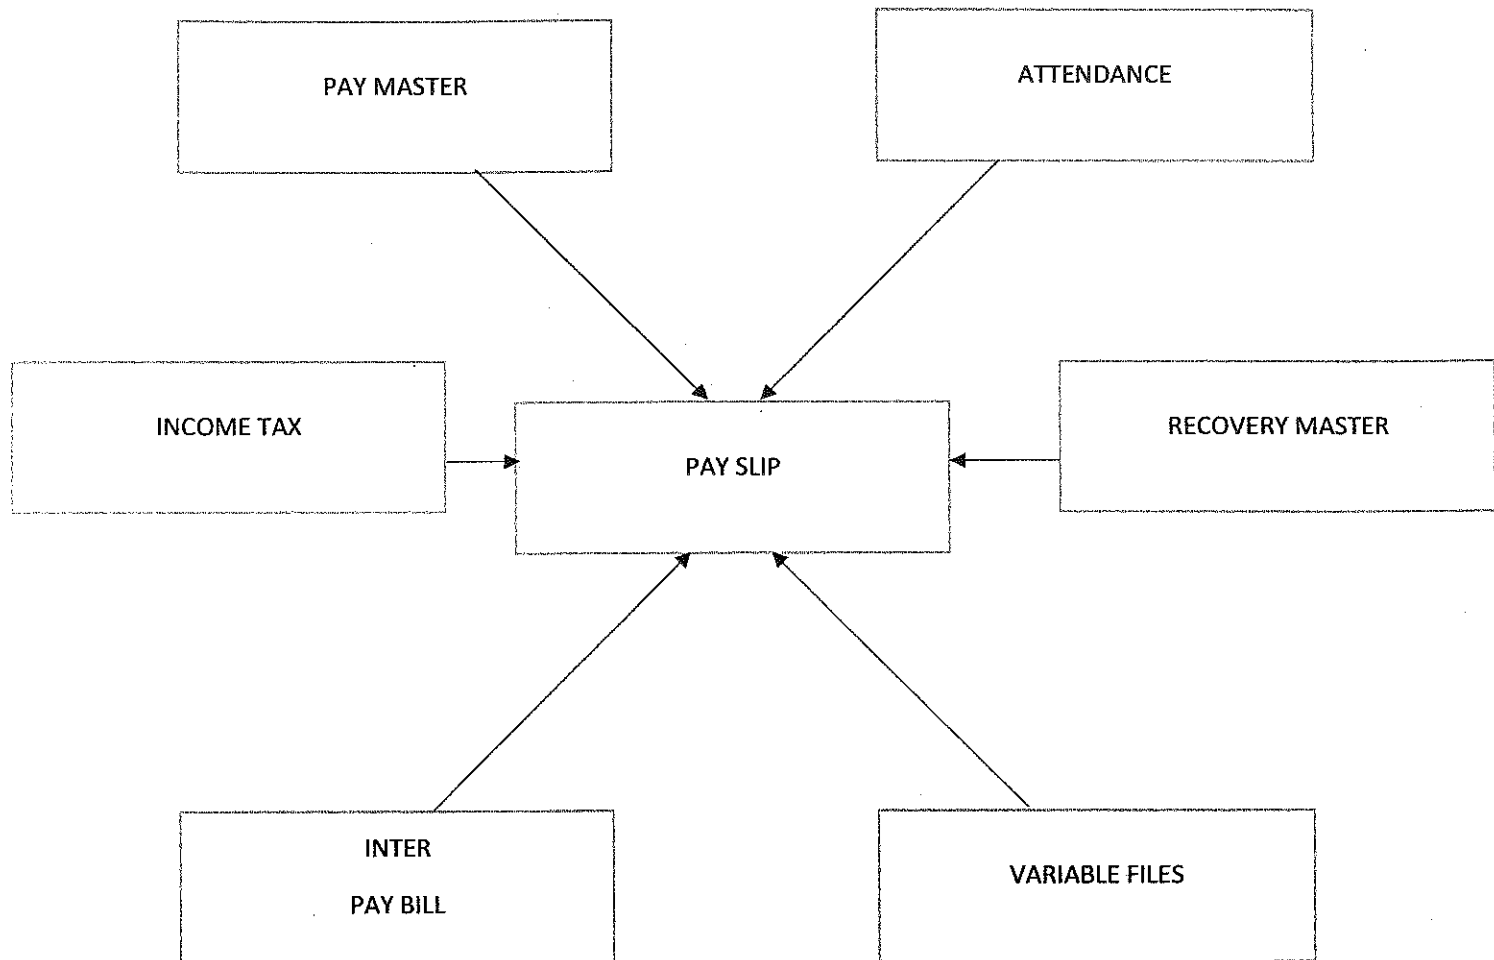 PAY MASTER
ATTENDANCE
INCOME TAX
PAY SLIP
RECOVERY MASTER
INTER
PAY BILL
VARIABLE FILES